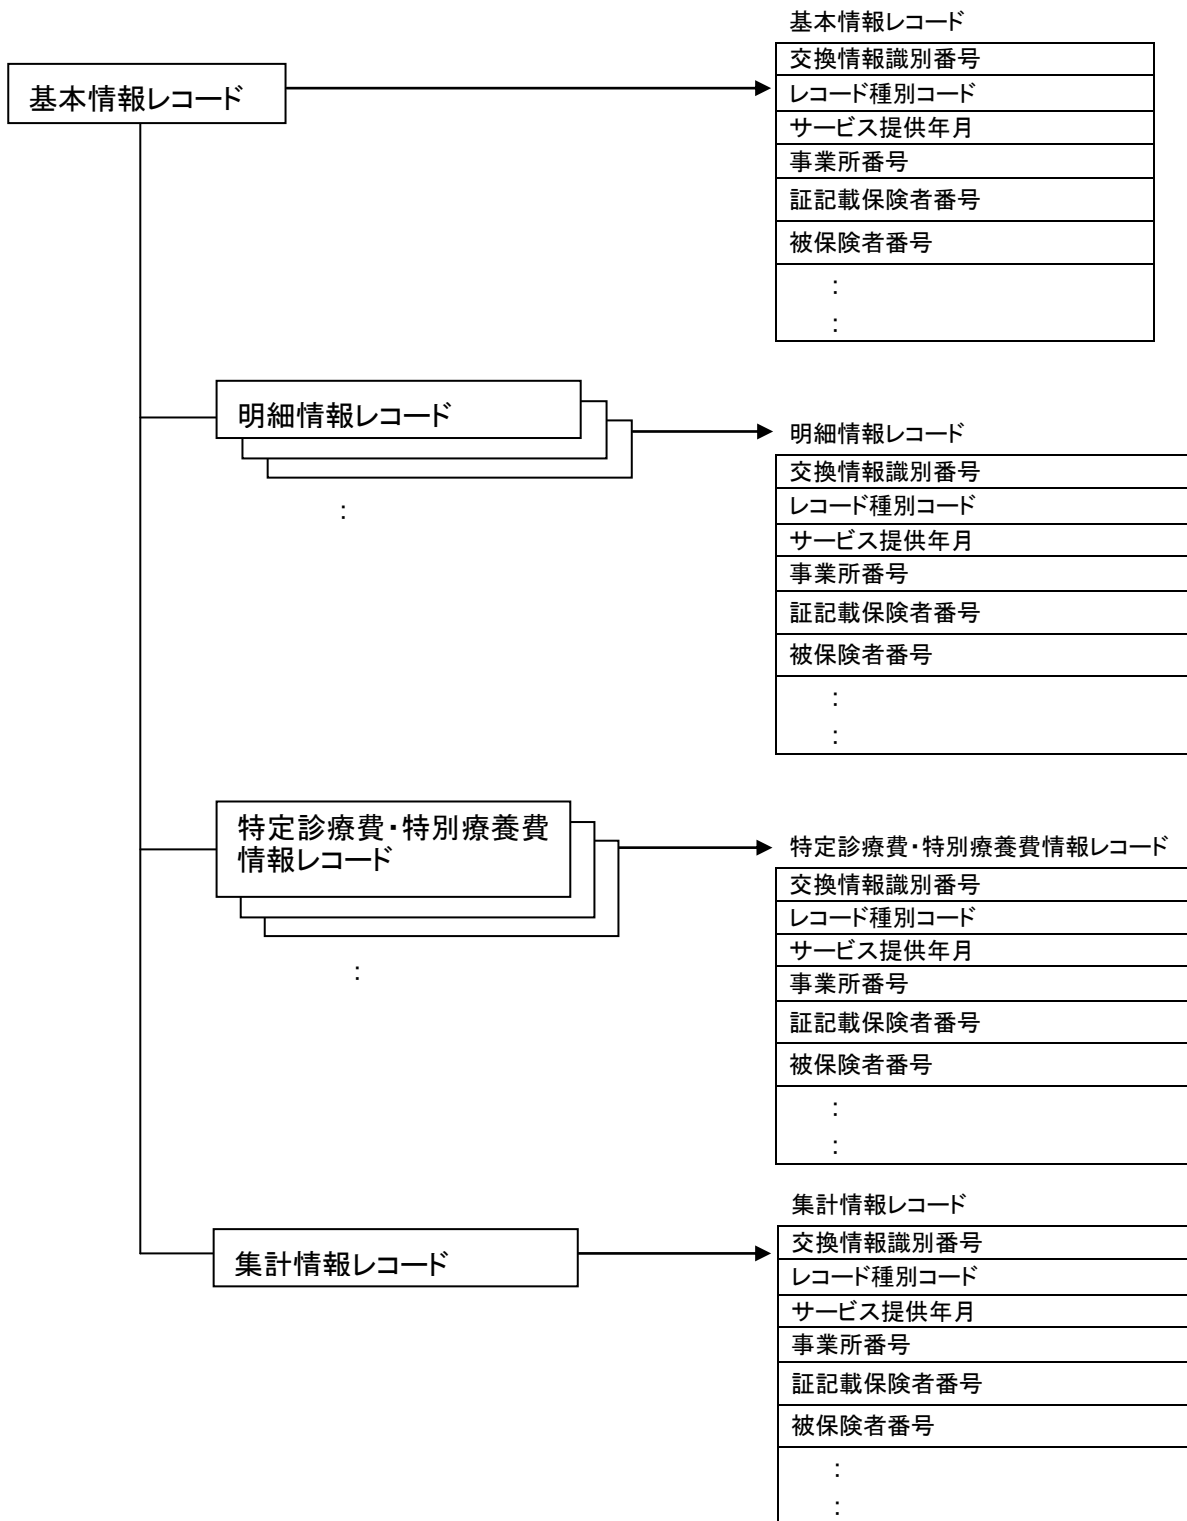 基本情報レコード
基本情報レコード
交換情報識別番号
レコード種別コード
サービス提供年月
事業所番号
証記載保険者番号
被保険者番号
:
:
明細情報レコード
:
明細情報レコード
交換情報識別番号
レコード種別コード
サービス提供年月
事業所番号
証記載保険者番号
被保険者番号
:
:
特定診療費・特別療養費
情報レコード
:
特定診療費・特別療養費情報レコード
交換情報識別番号
レコード種別コード
サービス提供年月
事業所番号
証記載保険者番号
被保険者番号
:
:
集計情報レコード
集計情報レコード
交換情報識別番号
レコード種別コード
サービス提供年月
事業所番号
証記載保険者番号
被保険者番号
:
: